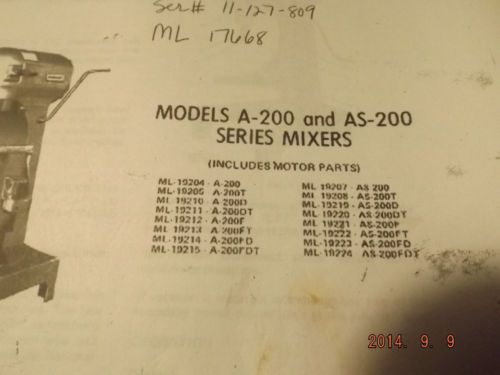 Ser# 11-127-809
ML 17668
MODELS A-200 and AS-200
SERIES MIXERS
(INCLUDES MOTOR PARTS)
ML-19204 - A-200
ML-19205 - A-200T
ML-19210 - A-200D
ML-19211 - A-200DT
ML-19212 - A-200F
ML-19213 - A-200FT
ML-19214 - A-200FD
ML-19215 - A-200FDT
ML-19207 - AS-200
ML-19208 - AS-200T
ML-19219 - AS-200D
ML-19220 - AS-200DT
ML-19221 - AS-200F
ML-19222 - AS-200FT
ML-19223 - AS-200FD
ML-19224 - AS-200FDT
2014. 9. 9